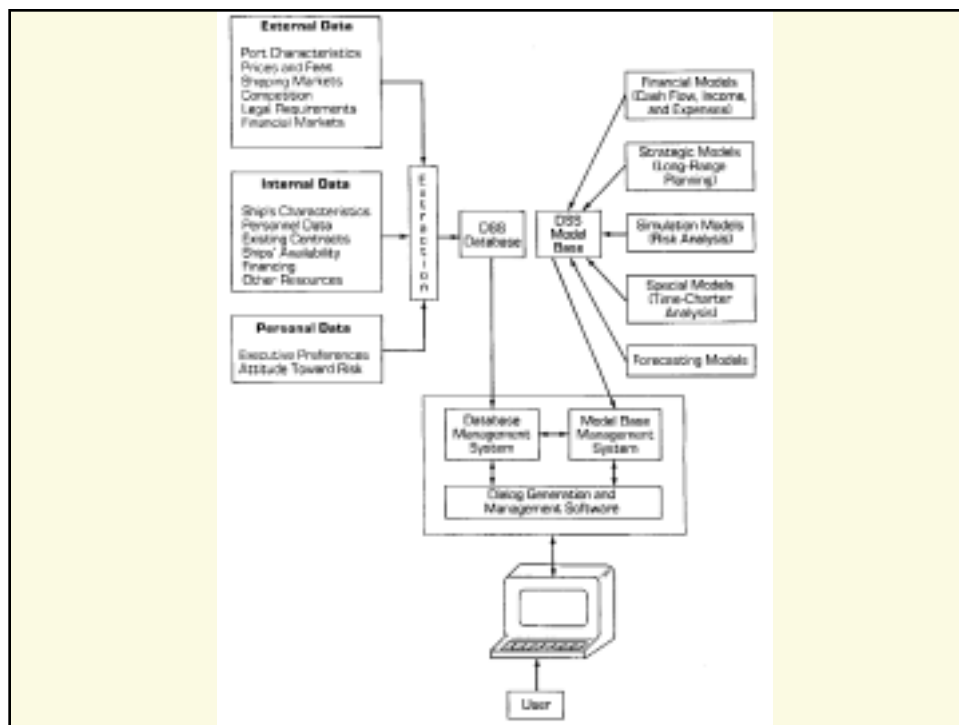 External Data
Port Characteristics
Prices and Fees
Shipping Markets
Competition
Legal Requirements
Financial Markets
Internal Data
Ship's Characteristics
Personnel Data
Existing Contracts
Ships' Availability
Financing
Other Resources
Personal Data
Executive Preferences
Attitude Toward Risk
Extraction
DSS
Database
DSS
Model
Base
Financial Models
(Cash Flow, Income,
and Expenses)
Strategic Models
(Long-Range
Planning)
Simulation Models
(Risk Analysis)
Special Models
(Time-Charter
Analysis)
Forecasting Models
Database
Management
System
Model Base
Management
System
Dialog Generation and
Management Software
User